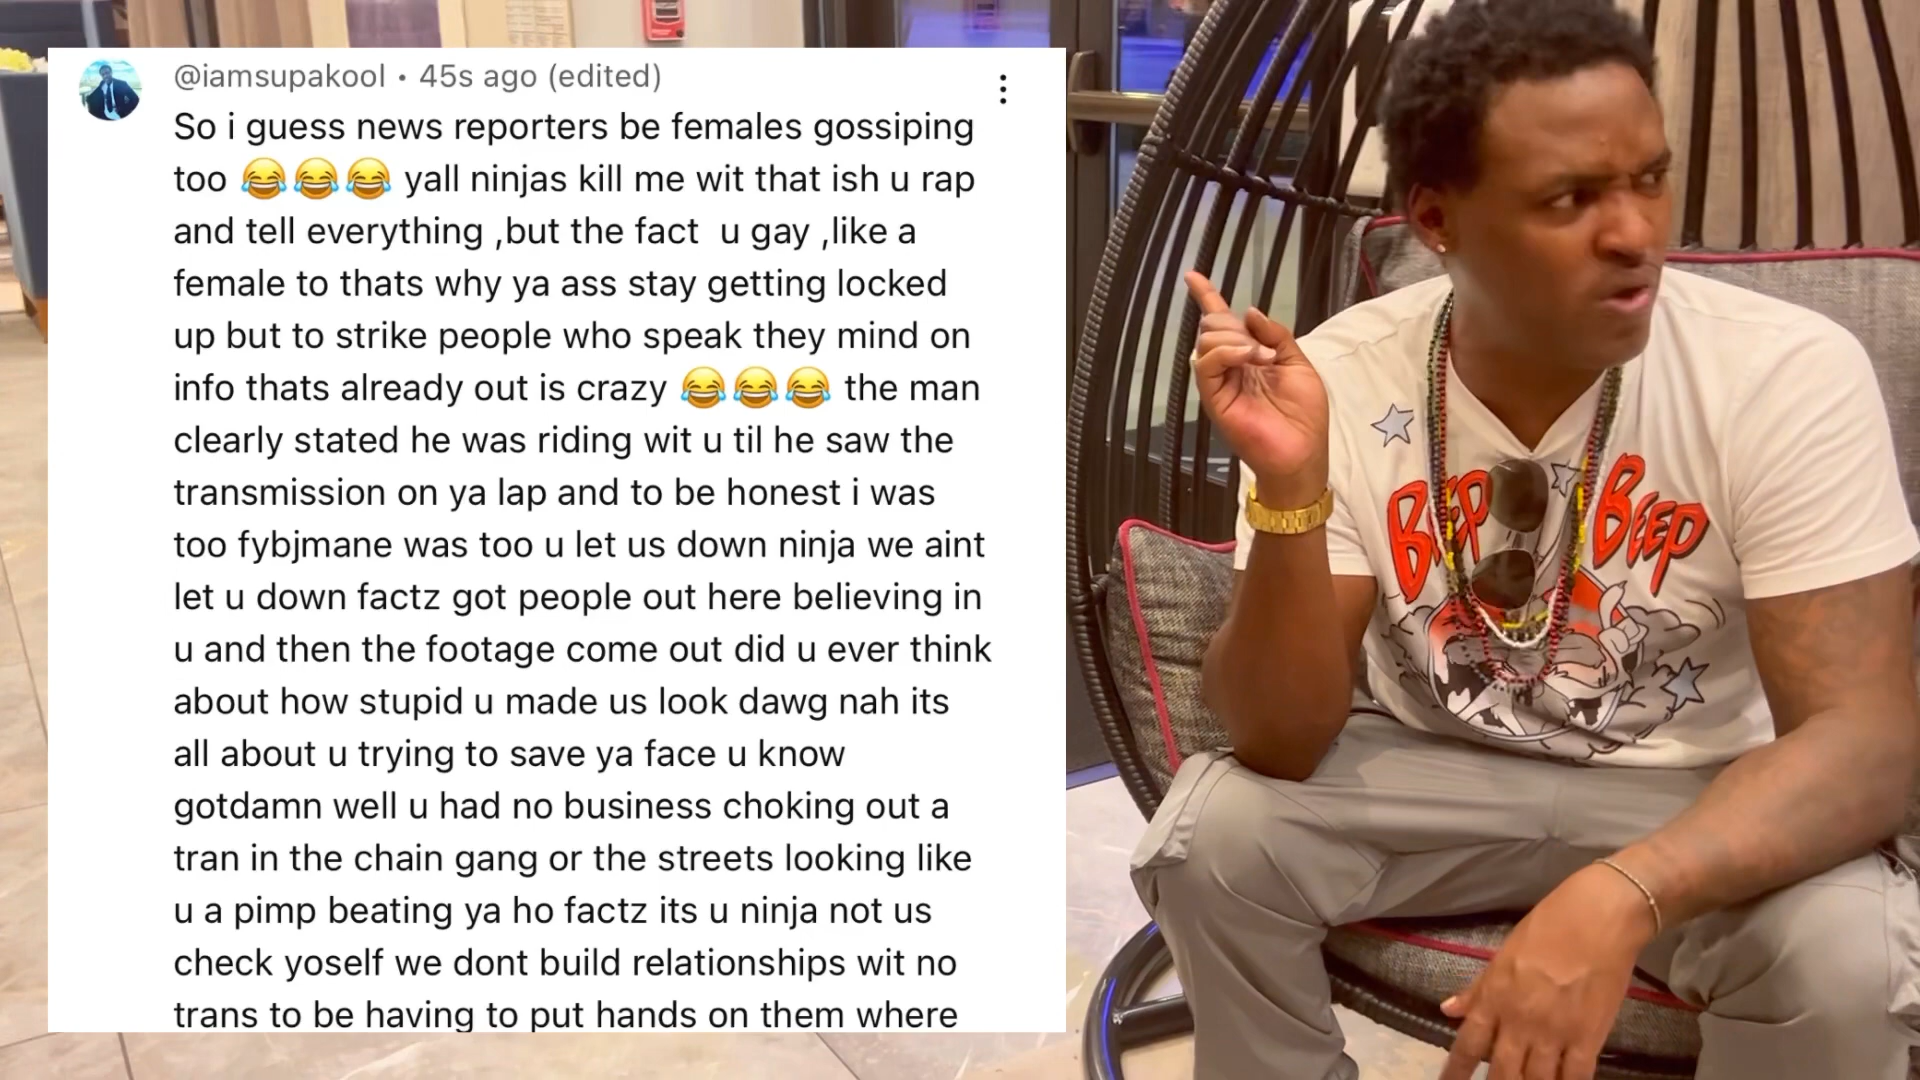 @iamsupakool • 45s ago (edited)
So i guess news reporters be females gossiping
too 😂😂😂 yall ninjas kill me wit that ish u rap
and tell everything ,but the fact  u gay ,like a
female to thats why ya ass stay getting locked
up but to strike people who speak they mind on
info thats already out is crazy 😂😂😂 the man
clearly stated he was riding wit u til he saw the
transmission on ya lap and to be honest i was
too fybjmane was too u let us down ninja we aint
let u down factz got people out here believing in
u and then the footage come out did u ever think
about how stupid u made us look dawg nah its
all about u trying to save ya face u know
gotdamn well u had no business choking out a
tran in the chain gang or the streets looking like
u a pimp beating ya ho factz its u ninja not us
check yoself we dont build relationships wit no
trans to be having to put hands on them where
BEEP BEEP